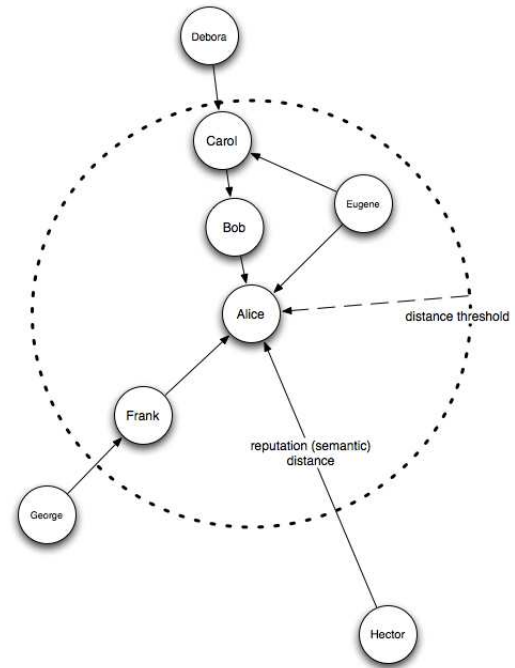 Debora
Carol
Eugene
Bob
Alice
distance threshold
Frank
reputation (semantic)
distance
George
Hector